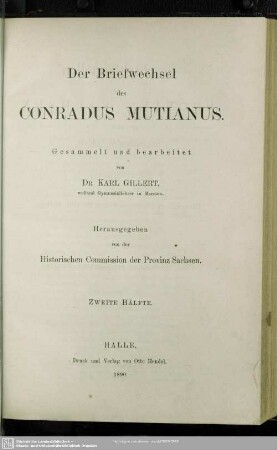 Der Briefwechsel
des
CONRADUS MUTIANUS.
Gesammelt und bearbeitet
von
DR. KARL GILLERT,
weiland Gymnasiallehrer in Barmen.
Herausgegeben
von der
Historischen Commission der Provinz Sachsen.
ZWEITE HÄLFTE.
HALLE,
Druck und Verlag von Otto Hendel.
1890.